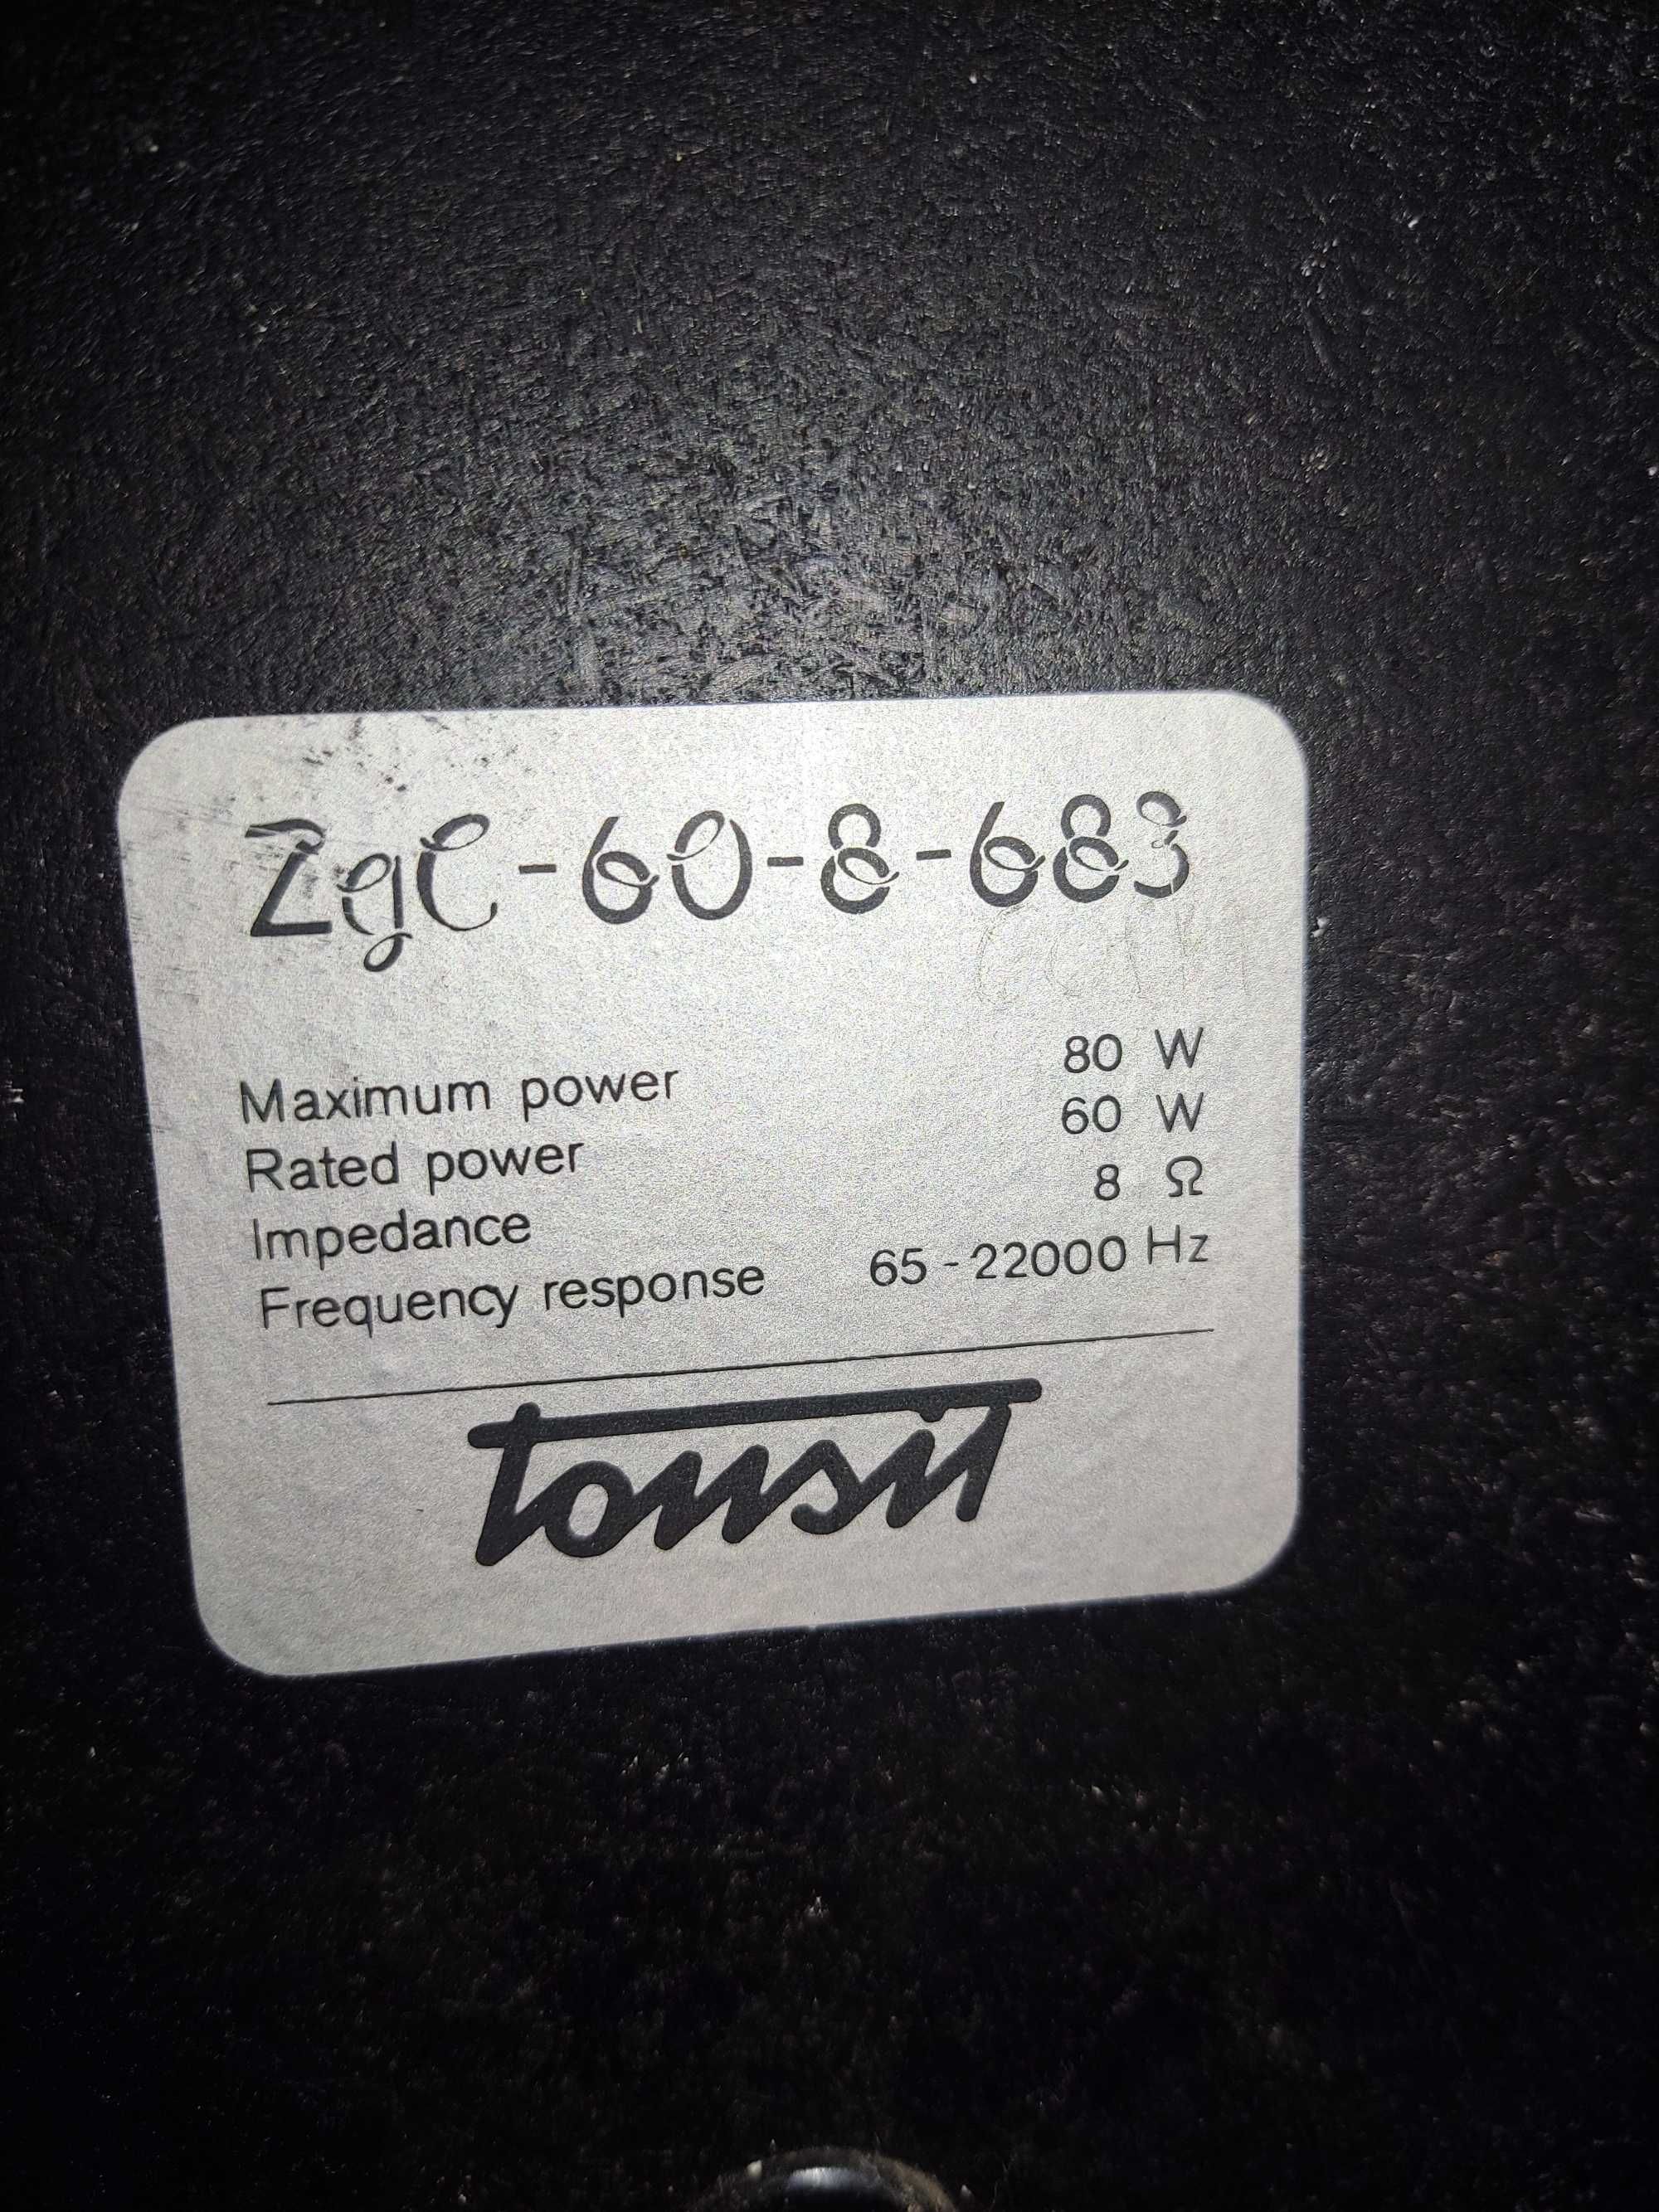 ZgC-60-8-683
Maximum power 80 W
Rated power 60 W
Impedance 8 Ω
Frequency response 65-22000 Hz
tonsil